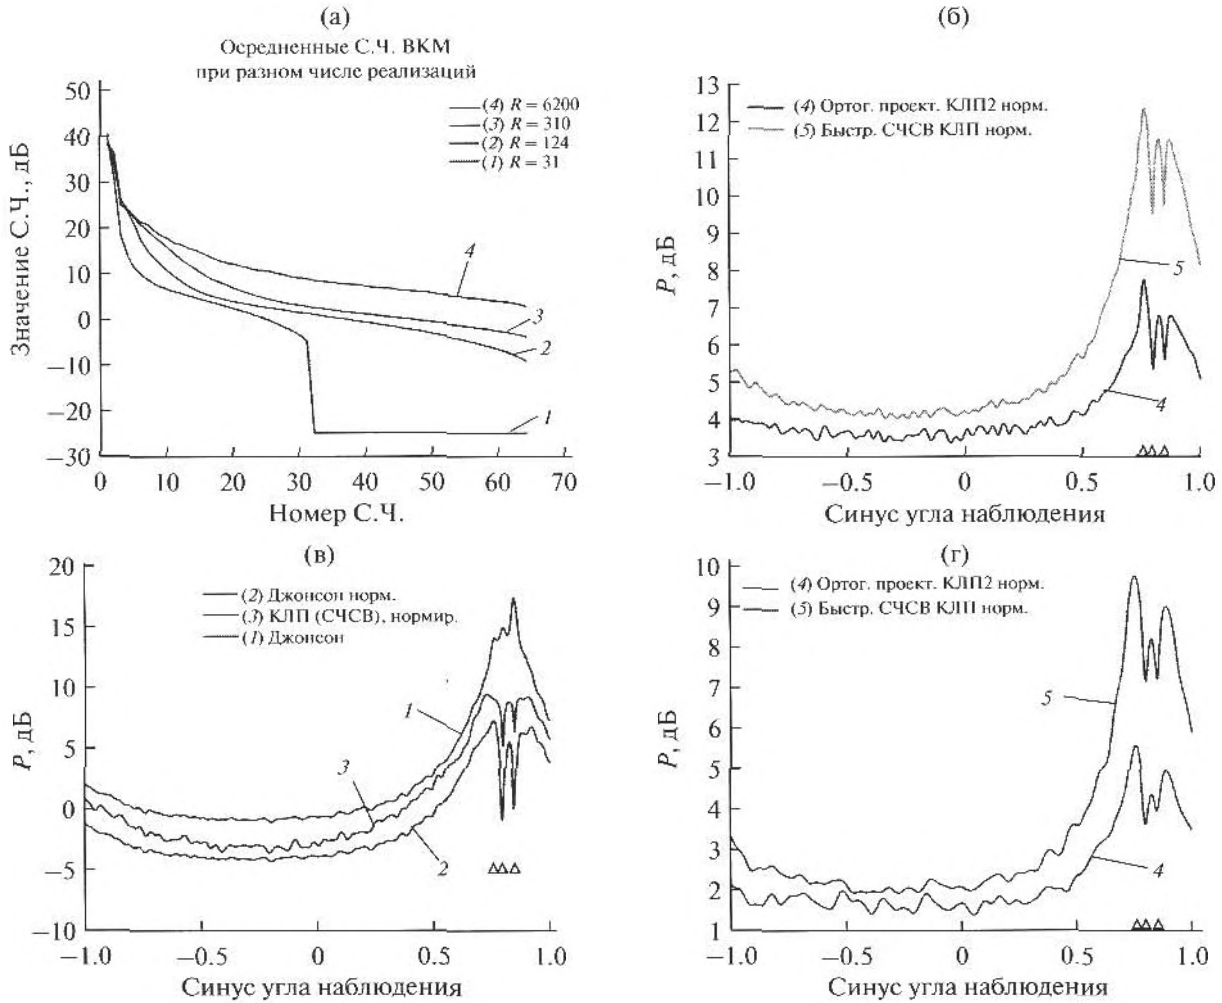 (а)
Осредненные С.Ч. ВКМ
при разном числе реализаций
Значение С.Ч., дБ
50
40
30
20
10
0
−10
−20
−30
(4) R = 6200
(3) R = 310
(2) R = 124
(1) R = 31
4
3
2
1
0 10 20 30 40 50 60 70
Номер С.Ч.
(б)
P, дБ
13
12
11
10
9
8
7
6
5
4
3
(4) Ортог. проект. КЛП2 норм.
(5) Быстр. СЧСВ КЛП норм.
5
4
−1.0 −0.5 0 0.5 1.0
Синус угла наблюдения
(в)
P, дБ
20
15
10
5
0
−5
−10
(2) Джонсон норм.
(3) КЛП (СЧСВ), нормир.
(1) Джонсон
1
3
2
−1.0 −0.5 0 0.5 1.0
Синус угла наблюдения
(г)
P, дБ
10
9
8
7
6
5
4
3
2
1
(4) Ортог. проект. КЛП2 норм.
(5) Быстр. СЧСВ КЛП норм.
5
4
−1.0 −0.5 0 0.5 1.0
Синус угла наблюдения